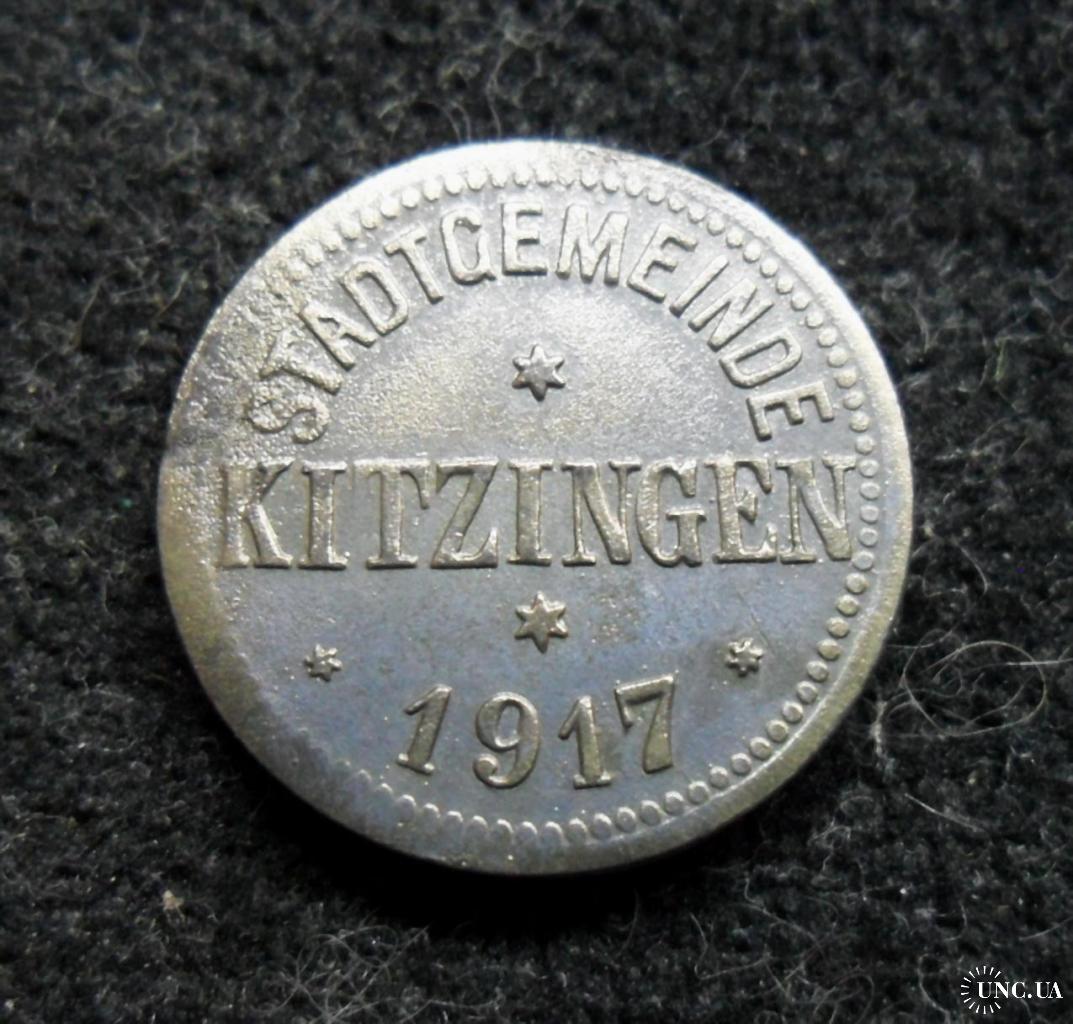 STADTGEMEINDE
KITZINGEN
1917
UNC.UA